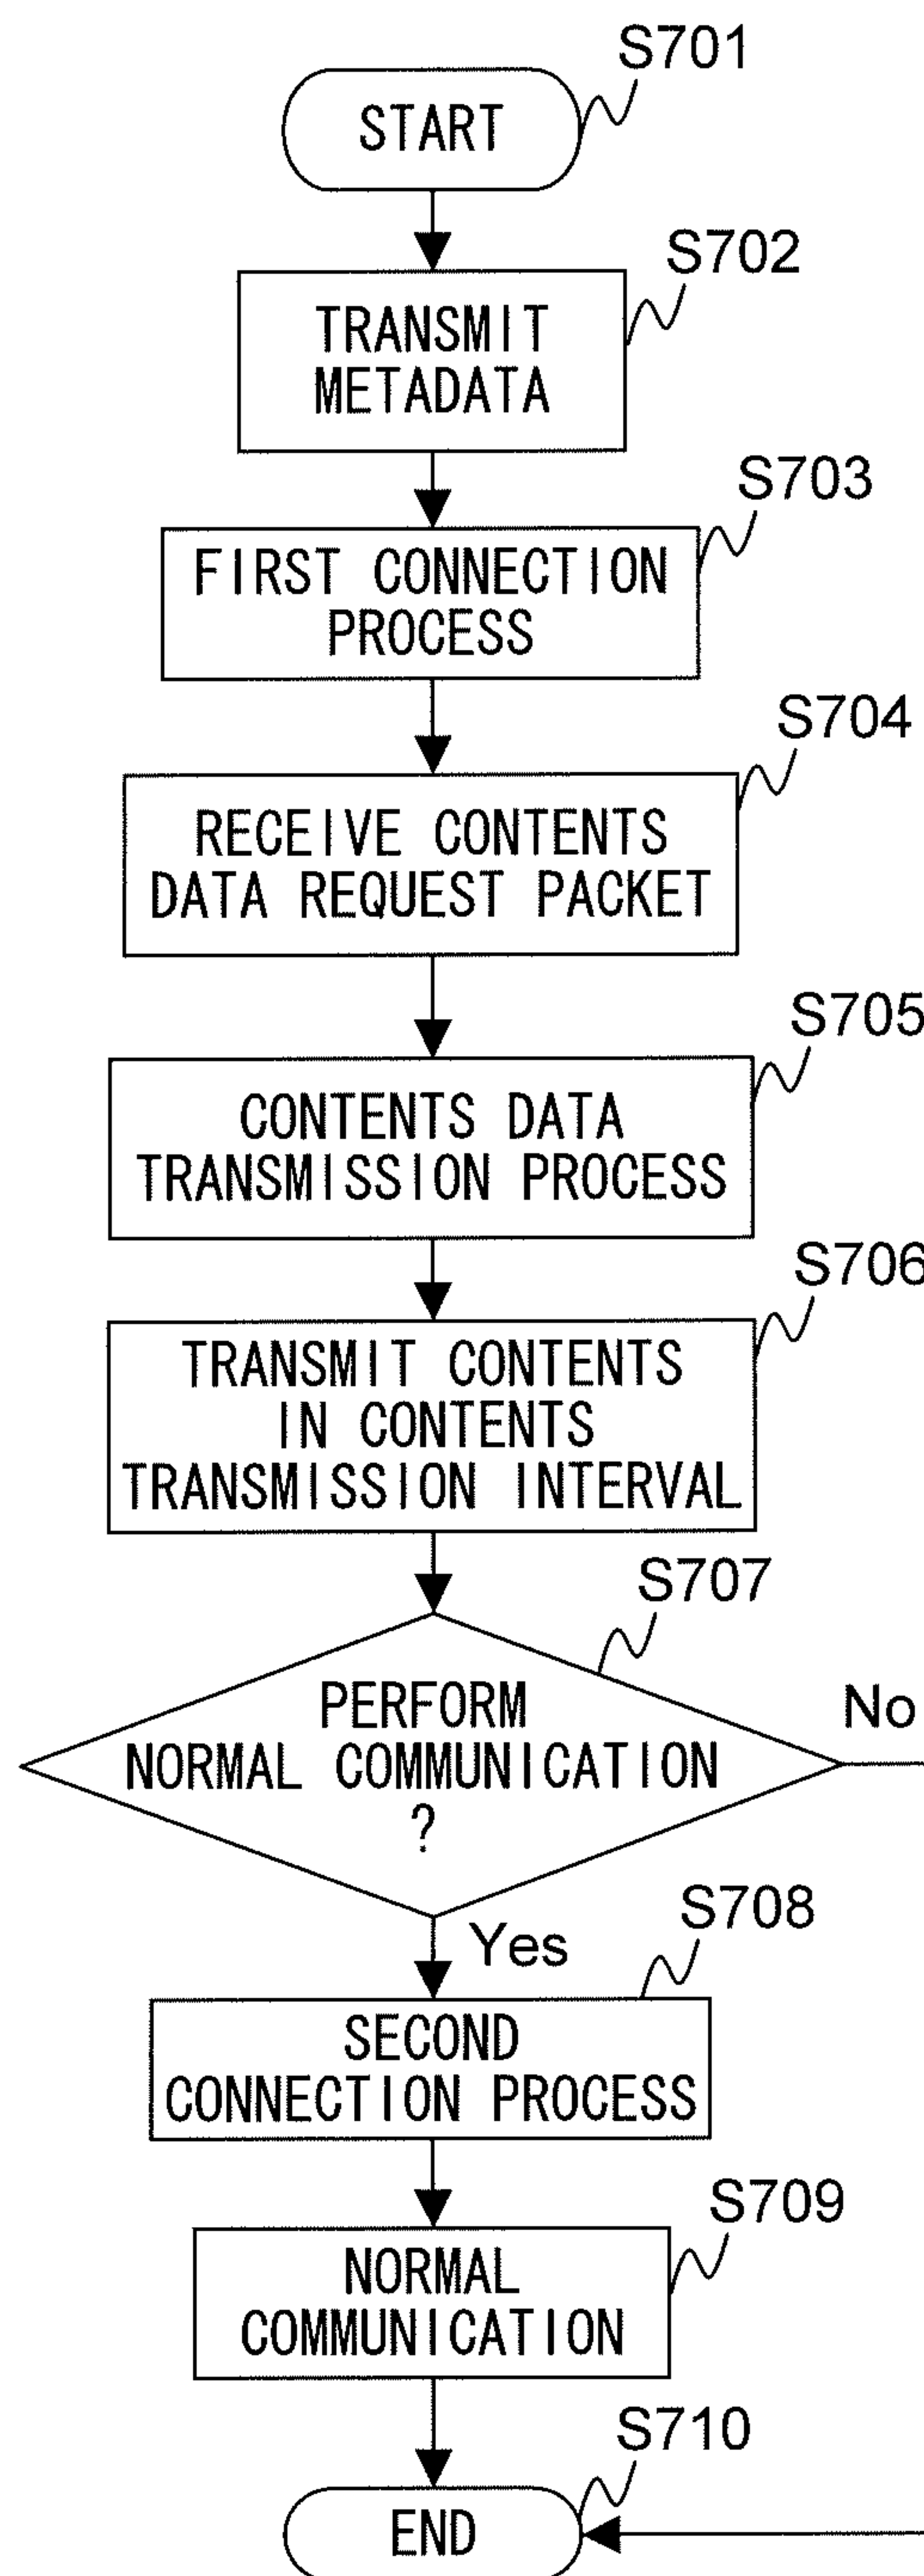 S701
START
S702
TRANSMIT
METADATA
S703
FIRST CONNECTION
PROCESS
S704
RECEIVE CONTENTS
DATA REQUEST PACKET
S705
CONTENTS DATA
TRANSMISSION PROCESS
S706
TRANSMIT CONTENTS
IN CONTENTS
TRANSMISSION INTERVAL
S707
PERFORM
NORMAL COMMUNICATION
?
No
Yes
S708
SECOND
CONNECTION PROCESS
S709
NORMAL
COMMUNICATION
S710
END